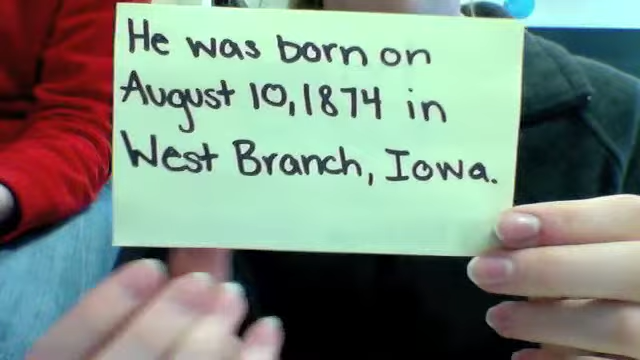 He was born on
August 10, 1874 in
West Branch, Iowa.